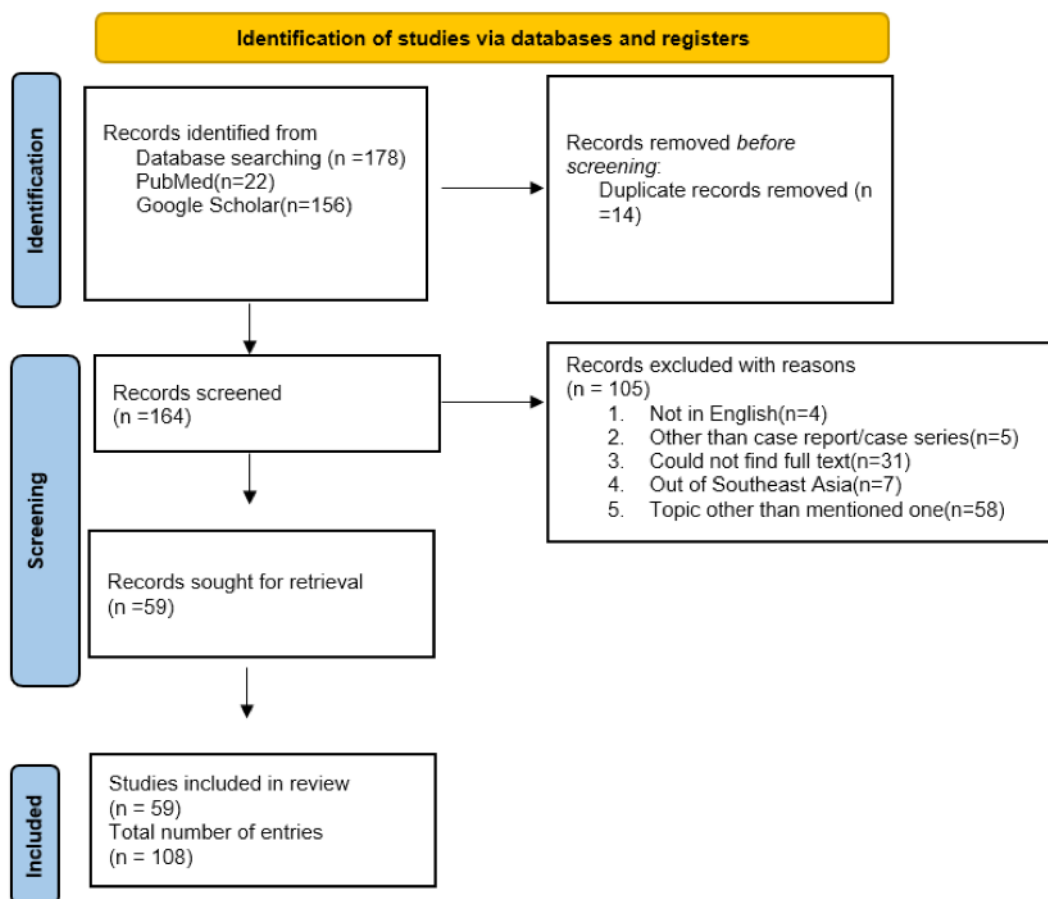 Identification of studies via databases and registers
Identification
Records identified from
Database searching (n =178)
PubMed(n=22)
Google Scholar(n=156)
Records removed before
screening:
Duplicate records removed (n
=14)
Screening
Records screened
(n =164)
Records excluded with reasons
(n = 105)
1. Not in English(n=4)
2. Other than case report/case series(n=5)
3. Could not find full text(n=31)
4. Out of Southeast Asia(n=7)
5. Topic other than mentioned one(n=58)
Records sought for retrieval
(n =59)
Included
Studies included in review
(n = 59)
Total number of entries
(n = 108)